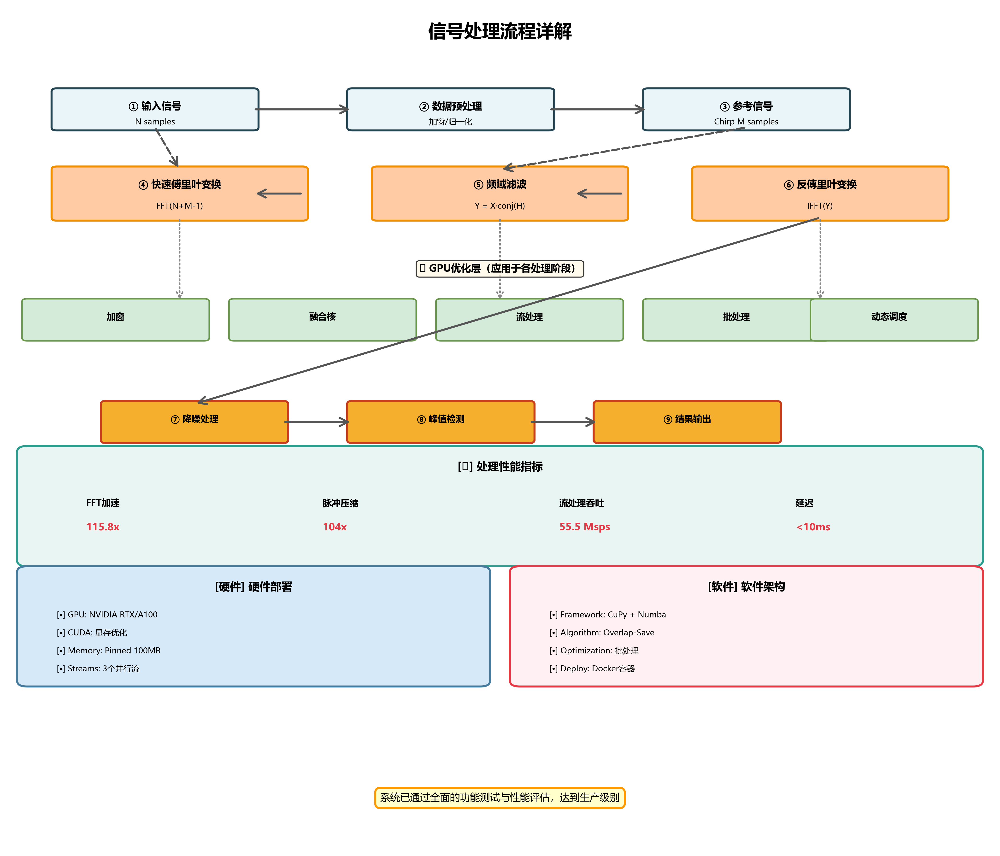 信号处理流程详解
① 输入信号
N samples
② 数据预处理
加窗/归一化
③ 参考信号
Chirp M samples
④ 快速傅里叶变换
FFT(N+M-1)
⑤ 频域滤波
Y = X·conj(H)
⑥ 反傅里叶变换
IFFT(Y)
▯ GPU优化层（应用于各处理阶段）
加窗
融合核
流处理
批处理
动态调度
⑦ 降噪处理
⑧ 峰值检测
⑨ 结果输出
[▯] 处理性能指标
FFT加速
115.8x
脉冲压缩
104x
流处理吞吐
55.5 Msps
延迟
<10ms
[硬件] 硬件部署
[•] GPU: NVIDIA RTX/A100
[•] CUDA: 显存优化
[•] Memory: Pinned 100MB
[•] Streams: 3个并行流
[软件] 软件架构
[•] Framework: CuPy + Numba
[•] Algorithm: Overlap-Save
[•] Optimization: 批处理
[•] Deploy: Docker容器
系统已通过全面的功能测试与性能评估，达到生产级别